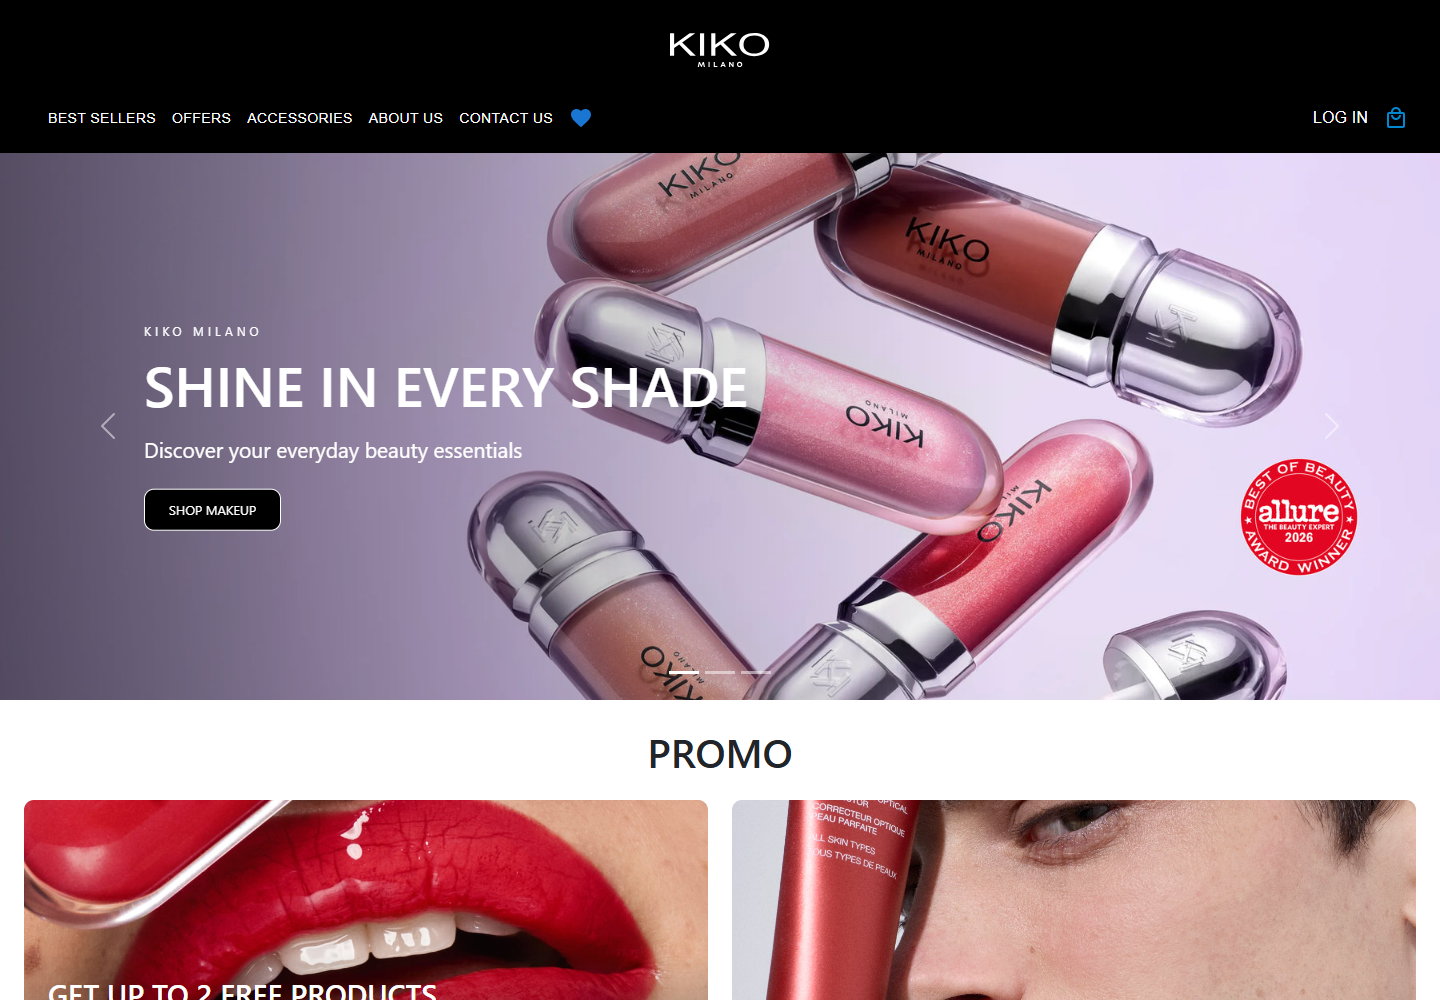 KIKO
MILANO
BEST SELLERS
OFFERS
ACCESSORIES
ABOUT US
CONTACT US
LOG IN
KIKO
MILANO
KIKO
MILANO
KIKO MILANO
SHINE IN EVERY SHADE
Discover your everyday beauty essentials
SHOP MAKEUP
KIKO
MILANO
KIKO
BEST OF BEAUTY
allure
THE BEAUTY EXPERT
2026
AWARD WINNER
KIKO
PROMO
OPTICAL
CORRECTEUR OPTIQUE
PEAU PARFAITE
ALL SKIN TYPES
TYPES DE PEAUX
GET UP TO 2 FREE PRODUCTS